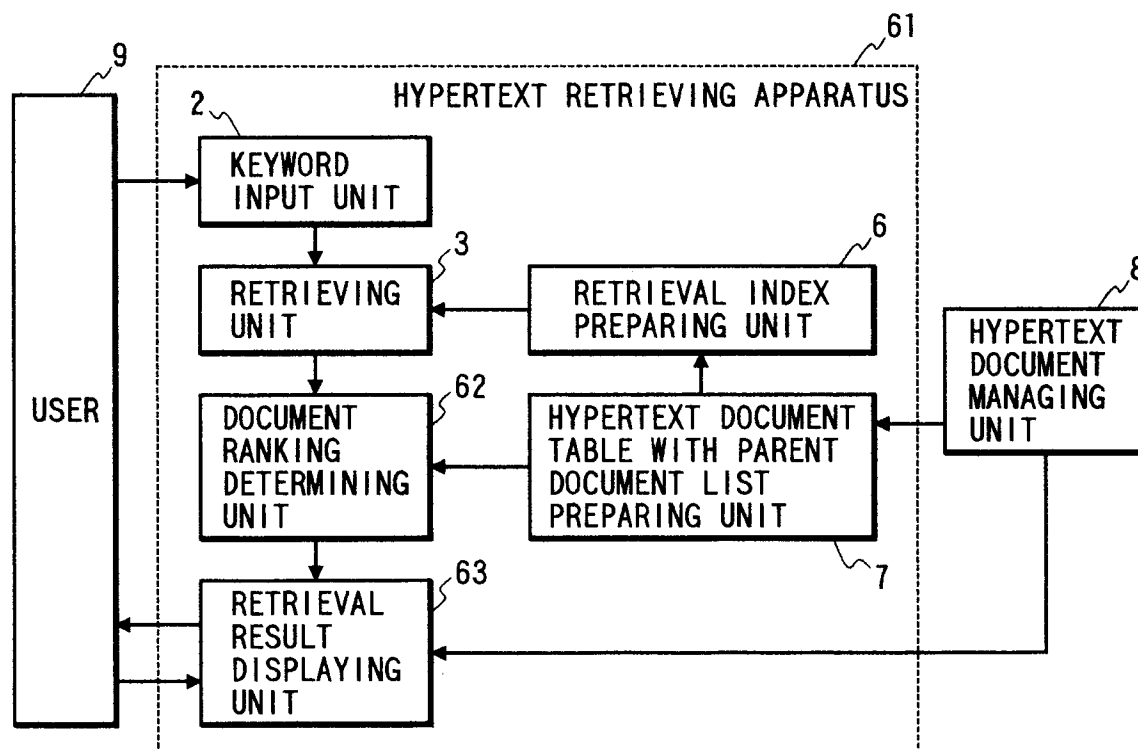 61
9
HYPERTEXT RETRIEVING APPARATUS
2
KEYWORD
INPUT UNIT
3
RETRIEVING
UNIT
6
RETRIEVAL INDEX
PREPARING UNIT
8
HYPERTEXT
DOCUMENT
MANAGING
UNIT
USER
62
DOCUMENT
RANKING
DETERMINING
UNIT
HYPERTEXT DOCUMENT
TABLE WITH PARENT
DOCUMENT LIST
PREPARING UNIT
7
63
RETRIEVAL
RESULT
DISPLAYING
UNIT